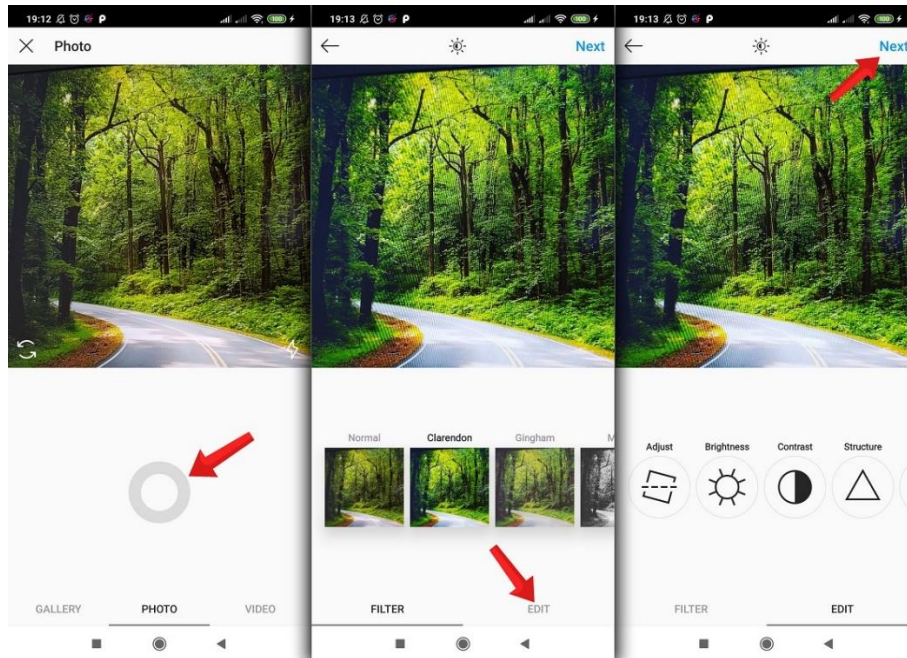 19:12
Photo
GALLERY PHOTO VIDEO
19:13
Next
Normal Clarendon Gingham M
FILTER EDIT
19:13
Next
Adjust Brightness Contrast Structure
FILTER EDIT